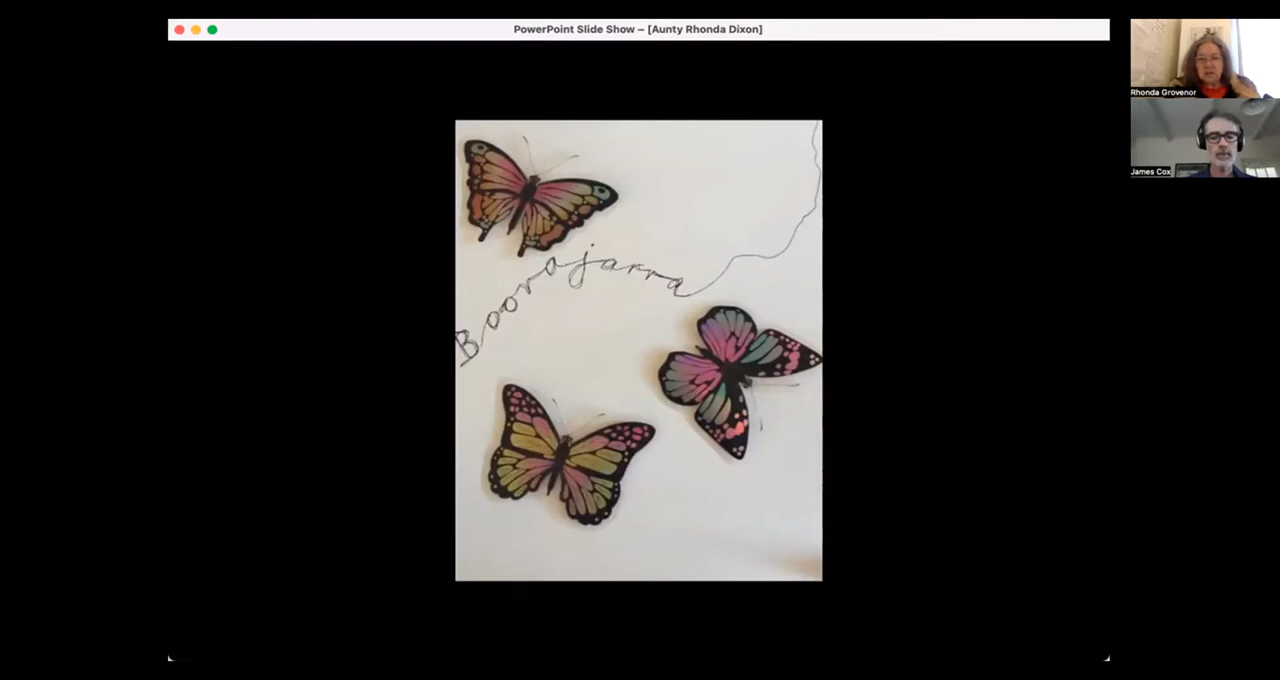 PowerPoint Slide Show – [Aunty Rhonda Dixon]
Rhonda Grovenor
James Cox
Boorajarra